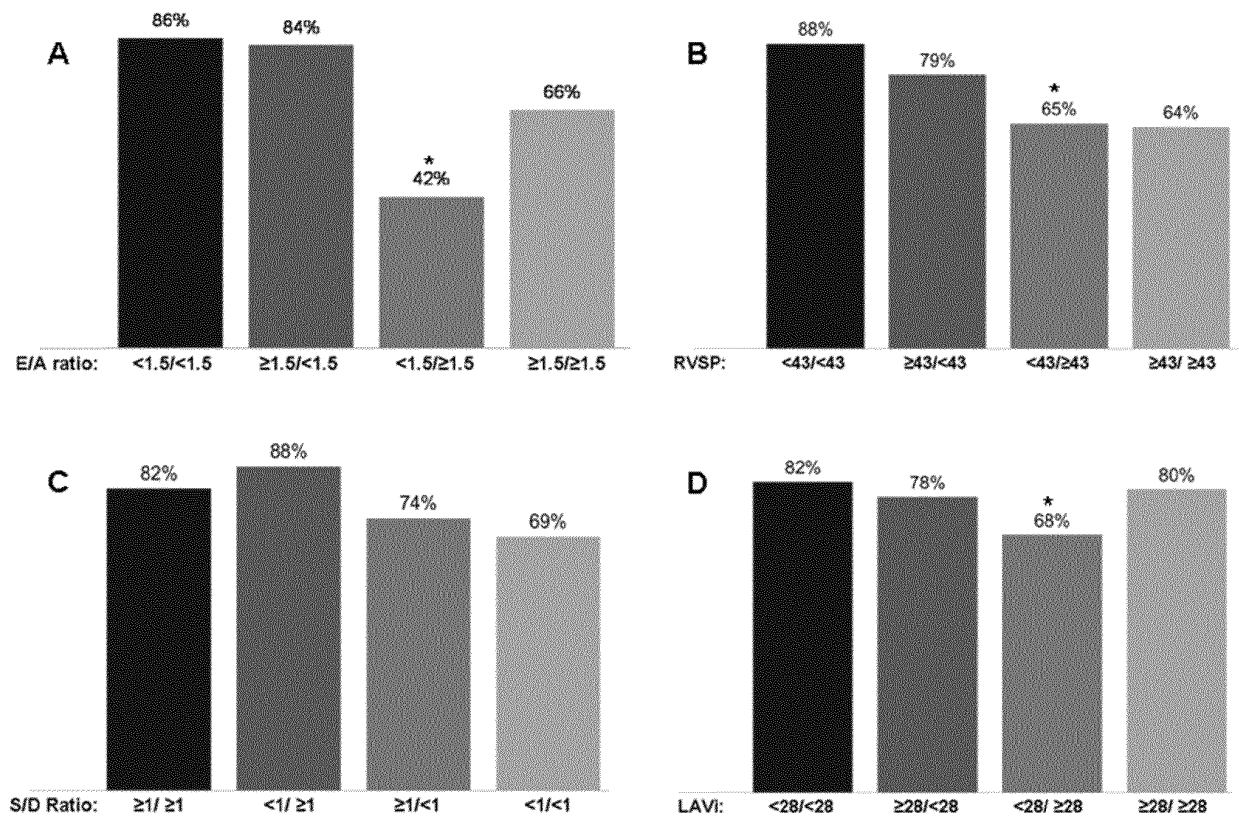 A
86%
84%
*
42%
66%
E/A ratio: <1.5/<1.5 ≥1.5/<1.5 <1.5/≥1.5 ≥1.5/≥1.5
B
88%
79%
*
65%
64%
RVSP: <43/<43 ≥43/<43 <43/≥43 ≥43/ ≥43
C
82%
88%
74%
69%
S/D Ratio: ≥1/ ≥1 <1/ ≥1 ≥1/<1 <1/<1
D
82%
78%
*
68%
80%
LAVi: <28/<28 ≥28/<28 <28/ ≥28 ≥28/ ≥28